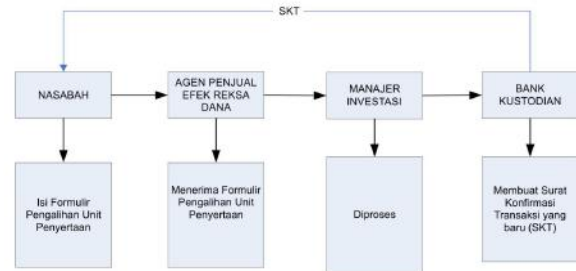 SKT
NASABAH
AGEN PENJUAL
EFEK REKSA
DANA
MANAJER
INVESTASI
BANK
KUSTODIAN
Isi Formulir
Pengalihan Unit
Penyertaan
Menerima Formulir
Pengalihan Unit
Penyertaan
Diproses
Membuat Surat
Konfirmasi
Transaksi yang
baru (SKT)